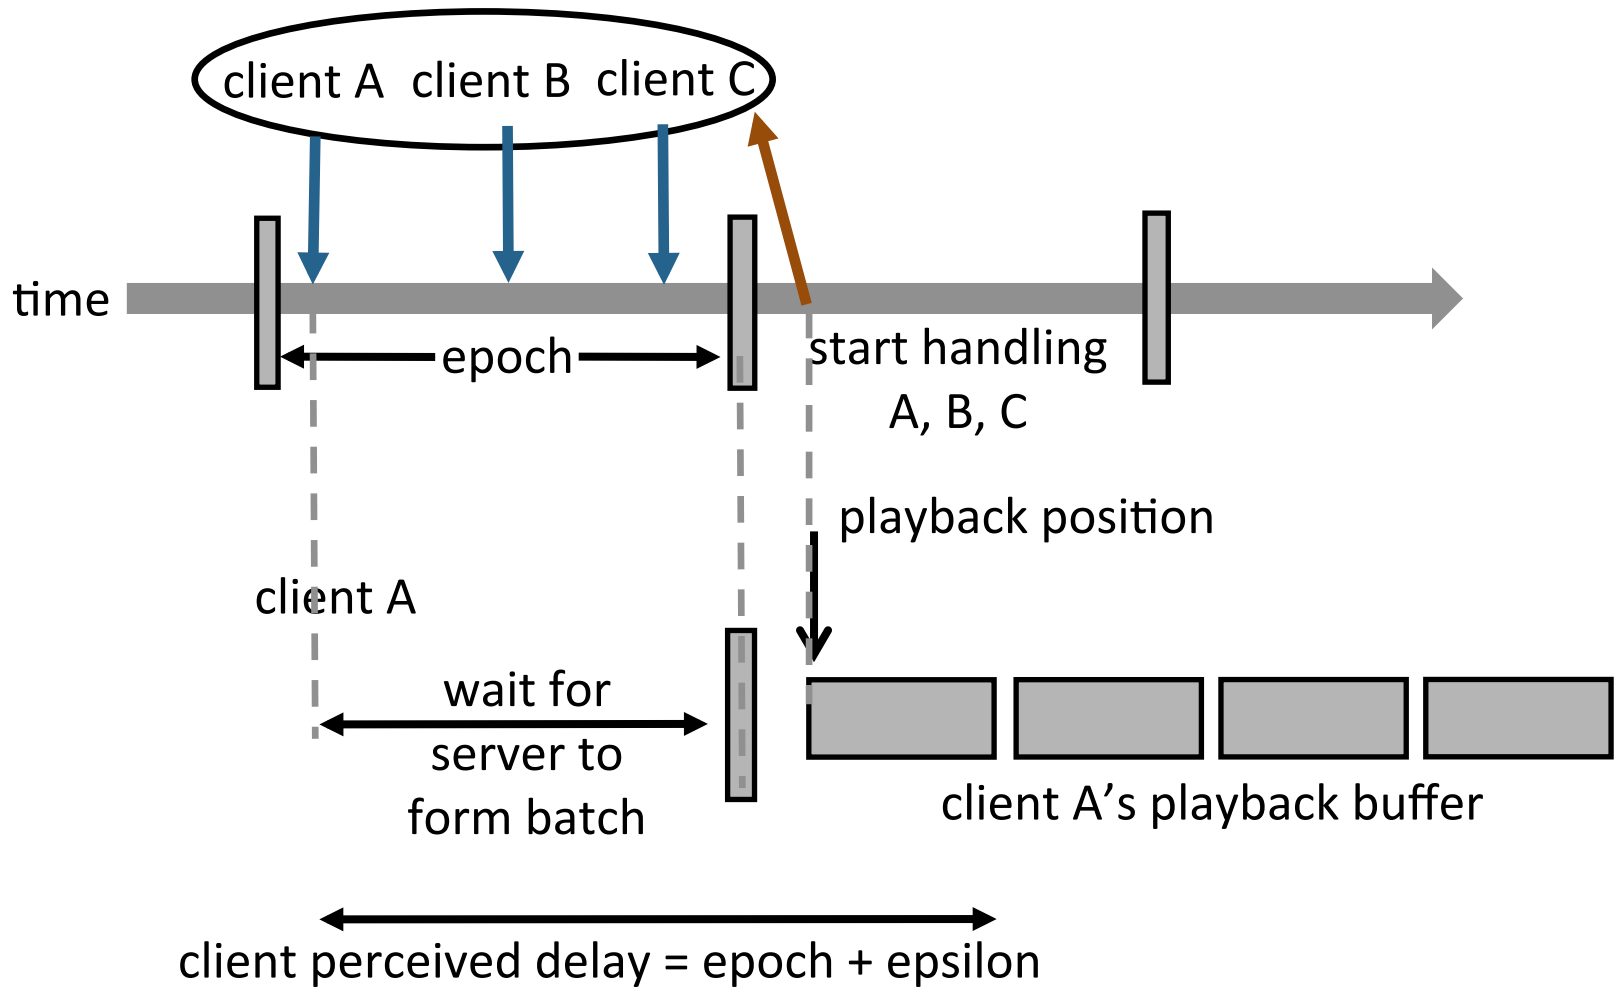 client A client B client C
time
epoch
start handling
A, B, C
playback position
client A
wait for
server to
form batch
client A’s playback buffer
client perceived delay = epoch + epsilon